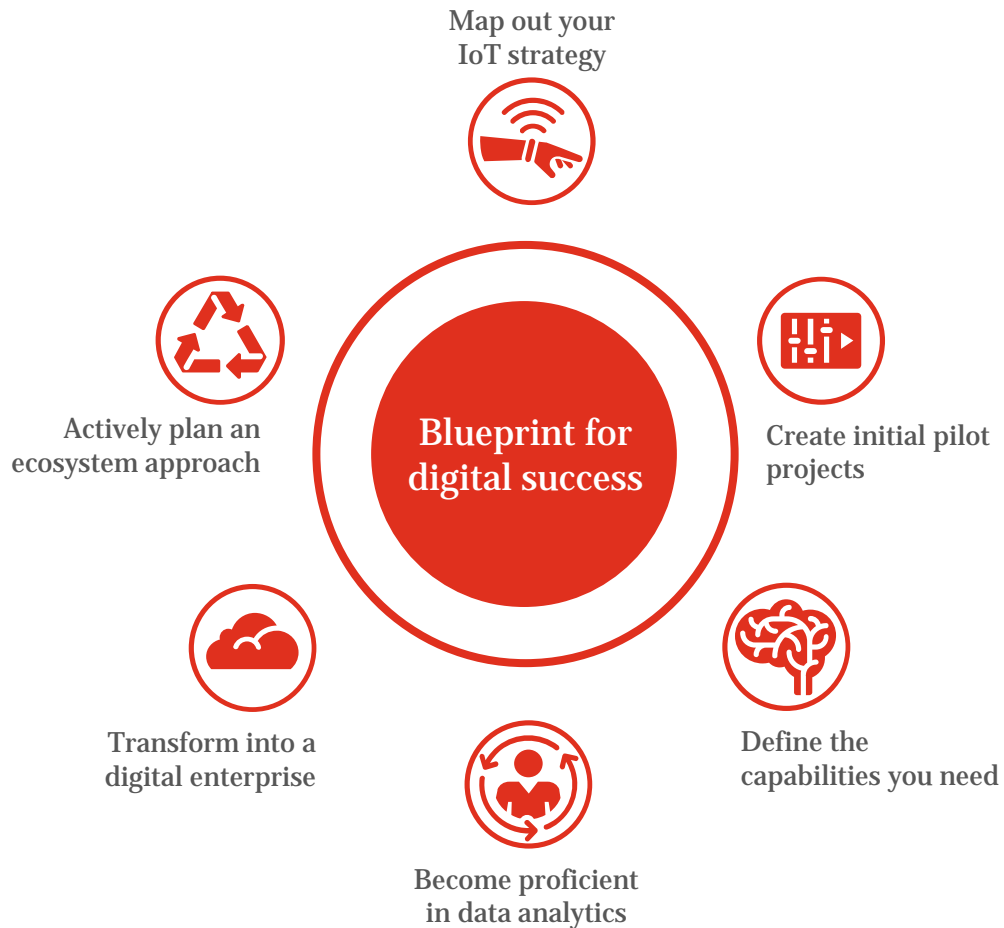 Map out your
IoT strategy
Create initial pilot
projects
Define the
capabilities you need
Become proficient
in data analytics
Transform into a
digital enterprise
Actively plan an
ecosystem approach
Blueprint for
digital success